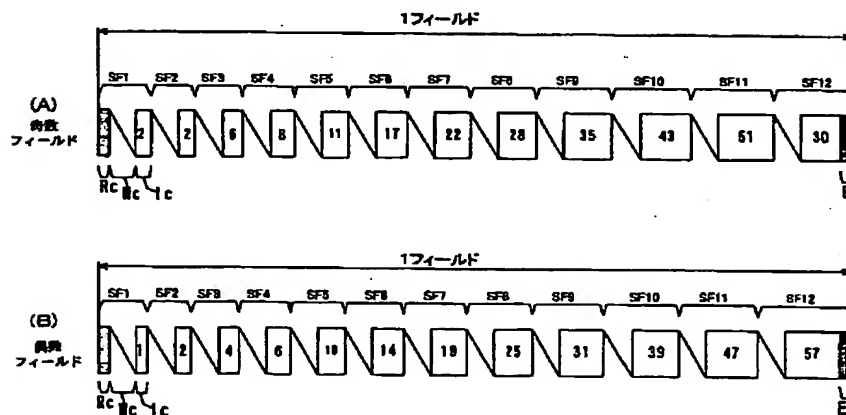 1フィールド
SF1 SF2 SF3 SF4 SF5 SF6 SF7 SF8 SF9 SF10 SF11 SF12
(A)
奇数
フィールド
2 2 6 8 11 17 22 28 35 43 51 30
Rc Wc Ic E
1フィールド
SF1 SF2 SF3 SF4 SF5 SF6 SF7 SF8 SF9 SF10 SF11 SF12
(B)
偶数
フィールド
1 2 4 6 10 14 19 25 31 39 47 57
Rc Wc Ic E